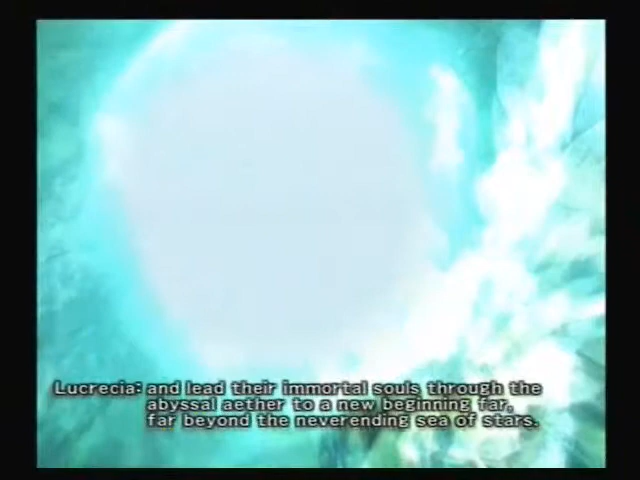 Lucrecia: and lead their immortal souls through the
abyssal aether to a new beginning far,
far beyond the neverending sea of stars.